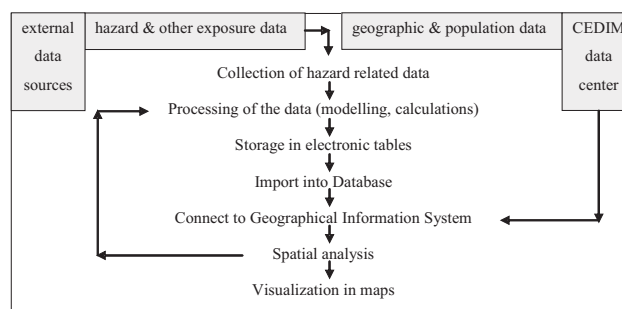 external
data
sources
hazard & other exposure data
geographic & population data
CEDIM
data
center
Collection of hazard related data
Processing of the data (modelling, calculations)
Storage in electronic tables
Import into Database
Connect to Geographical Information System
Spatial analysis
Visualization in maps